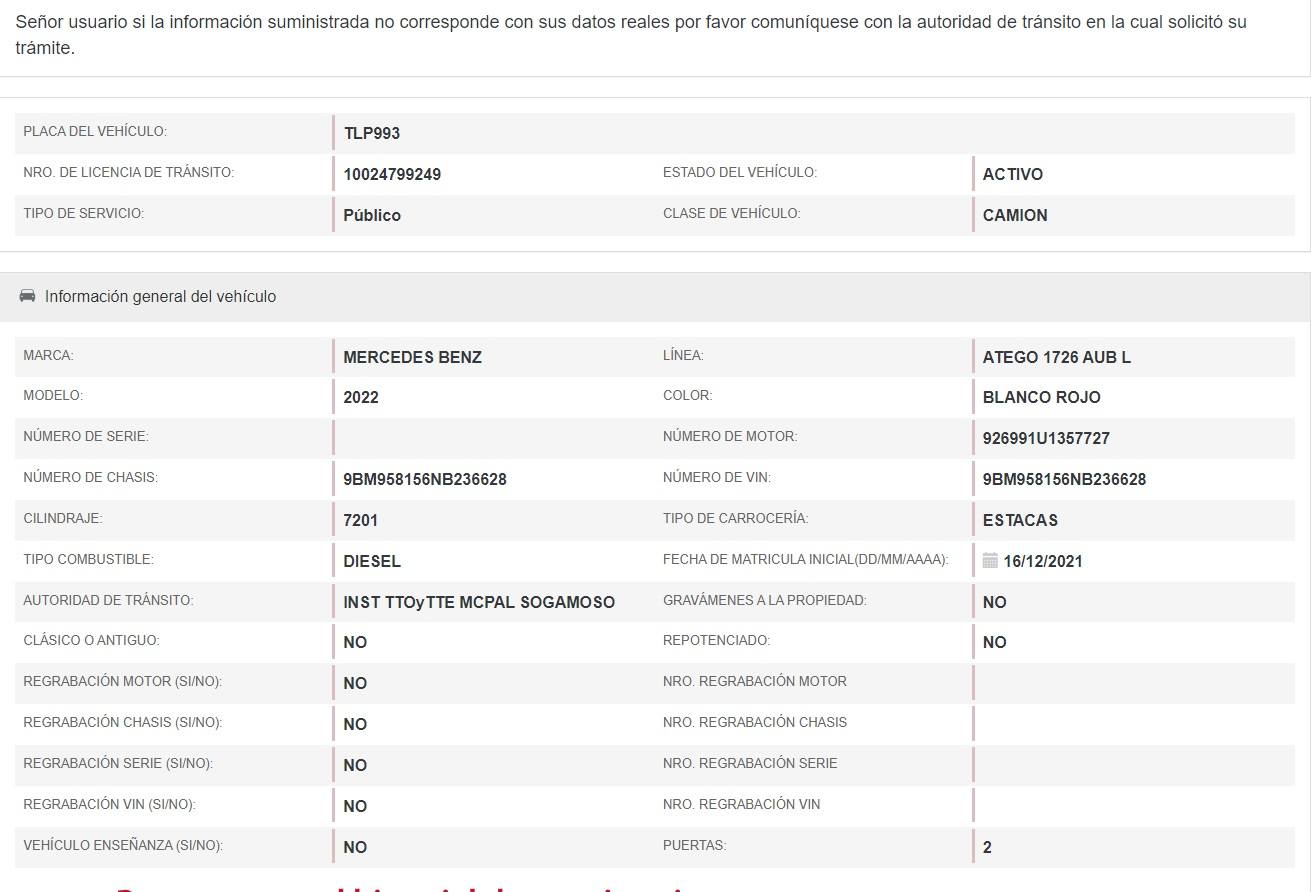 Señor usuario si la información suministrada no corresponde con sus datos reales por favor comuníquese con la autoridad de tránsito en la cual solicitó su
trámite.
PLACA DEL VEHÍCULO: TLP993
NRO. DE LICENCIA DE TRÁNSITO: 10024799249 ESTADO DEL VEHÍCULO: ACTIVO
TIPO DE SERVICIO: Público CLASE DE VEHÍCULO: CAMION
Información general del vehículo
MARCA: MERCEDES BENZ LÍNEA: ATEGO 1726 AUB L
MODELO: 2022 COLOR: BLANCO ROJO
NÚMERO DE SERIE: NÚMERO DE MOTOR: 926991U1357727
NÚMERO DE CHASIS: 9BM958156NB236628 NÚMERO DE VIN: 9BM958156NB236628
CILINDRAJE: 7201 TIPO DE CARROCERÍA: ESTACAS
TIPO COMBUSTIBLE: DIESEL FECHA DE MATRICULA INICIAL(DD/MM/AAAA): 16/12/2021
AUTORIDAD DE TRÁNSITO: INST TTOyTTE MCPAL SOGAMOSO GRAVÁMENES A LA PROPIEDAD: NO
CLÁSICO O ANTIGUO: NO REPOTENCIADO: NO
REGRABACIÓN MOTOR (SI/NO): NO NRO. REGRABACIÓN MOTOR
REGRABACIÓN CHASIS (SI/NO): NO NRO. REGRABACIÓN CHASIS
REGRABACIÓN SERIE (SI/NO): NO NRO. REGRABACIÓN SERIE
REGRABACIÓN VIN (SI/NO): NO NRO. REGRABACIÓN VIN
VEHÍCULO ENSEÑANZA (SI/NO): NO PUERTAS: 2